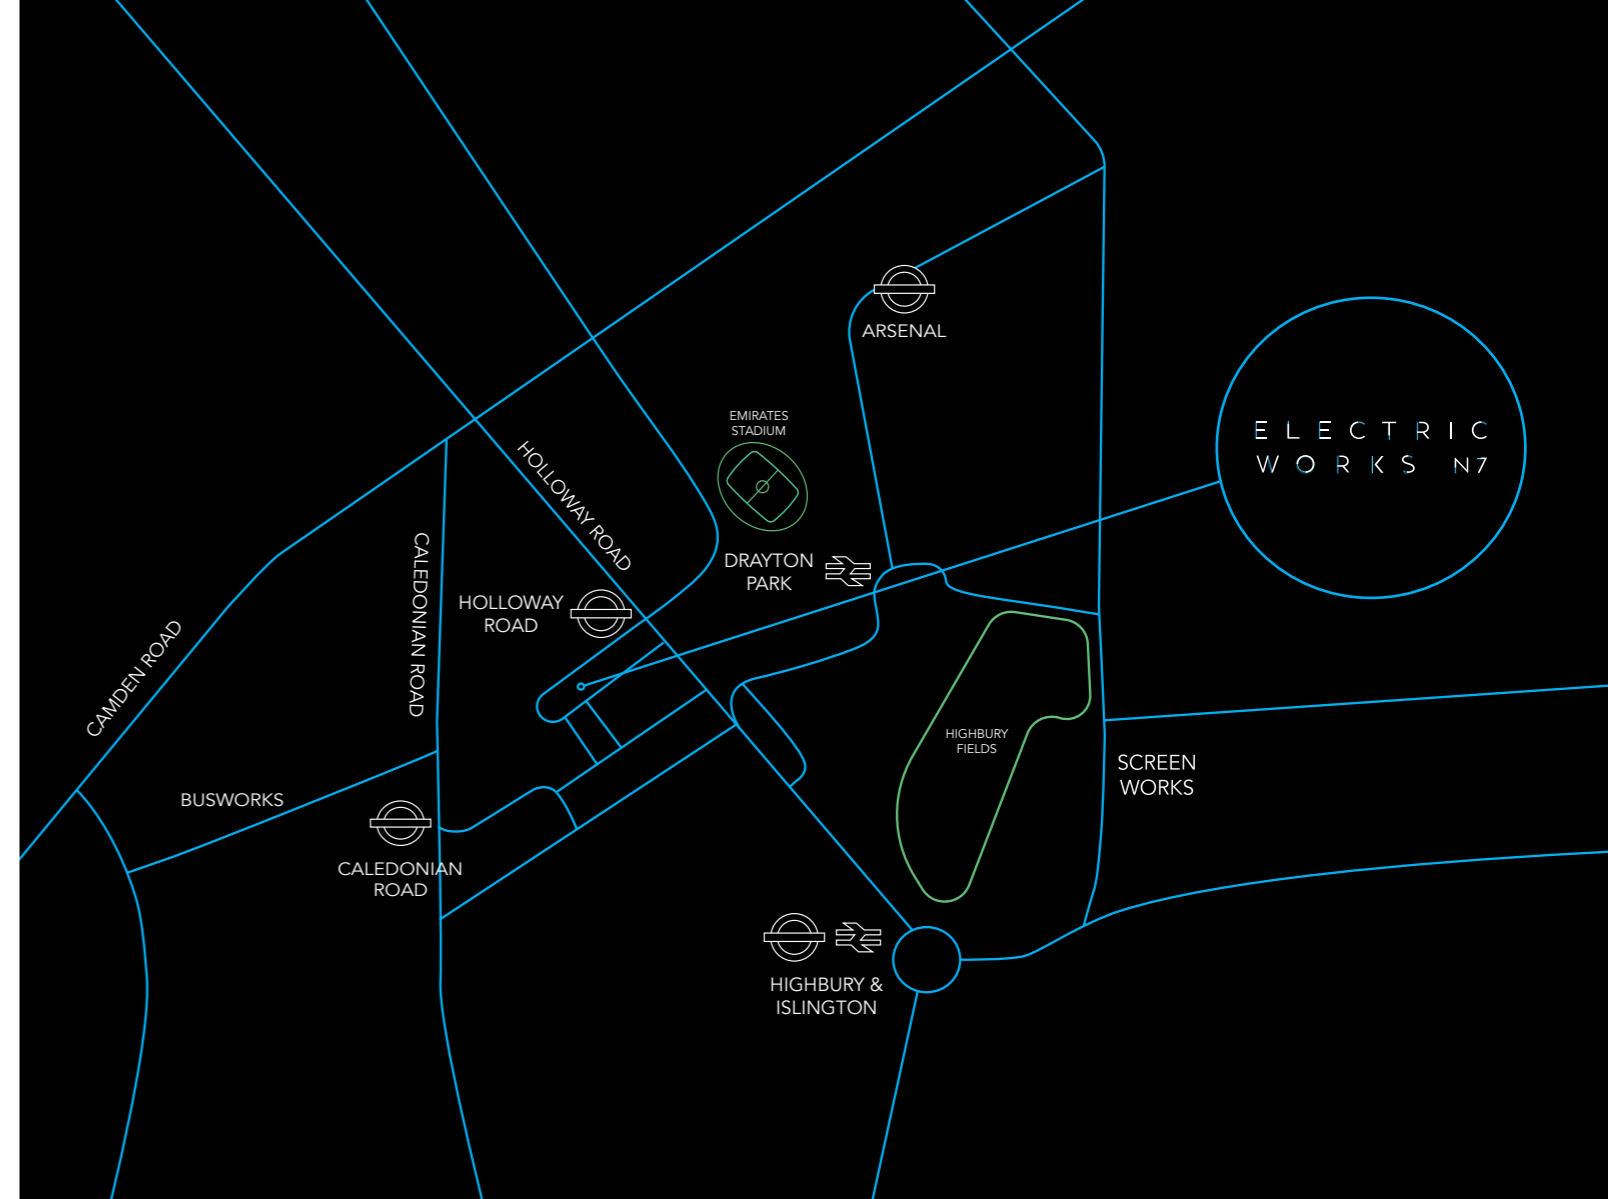 ARSENAL
EMIRATES
STADIUM
ELECTRIC
WORKS N7
HOLLOWAY ROAD
DRAYTON
PARK
CALEDONIAN ROAD
HOLLOWAY
ROAD
CAMDEN ROAD
HIGHBURY
FIELDS
SCREEN
WORKS
BUSWORKS
CALEDONIAN
ROAD
HIGHBURY &
ISLINGTON